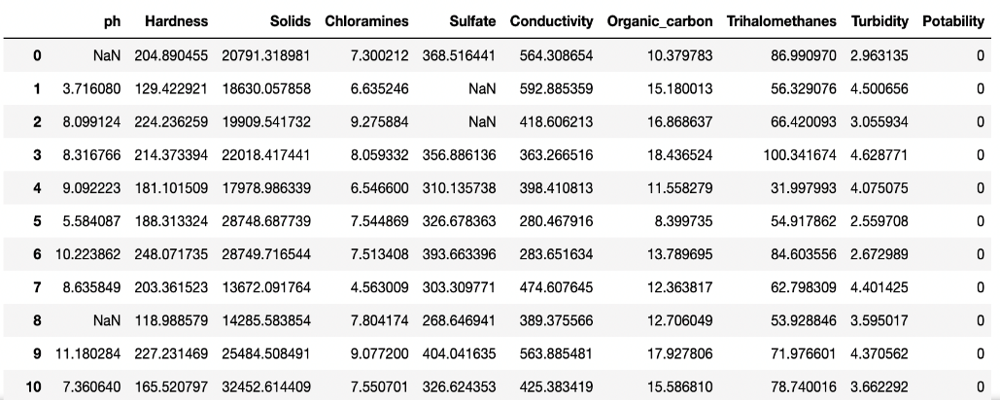 ph Hardness Solids Chloramines Sulfate Conductivity Organic_carbon Trihalomethanes Turbidity Potability
0 NaN 204.890455 20791.318981 7.300212 368.516441 564.308654 10.379783 86.990970 2.963135 0
1 3.716080 129.422921 18630.057858 6.635246 NaN 592.885359 15.180013 56.329076 4.500656 0
2 8.099124 224.236259 19909.541732 9.275884 NaN 418.606213 16.868637 66.420093 3.055934 0
3 8.316766 214.373394 22018.417441 8.059332 356.886136 363.266516 18.436524 100.341674 4.628771 0
4 9.092223 181.101509 17978.986339 6.546600 310.135738 398.410813 11.558279 31.997993 4.075075 0
5 5.584087 188.313324 28748.687739 7.544869 326.678363 280.467916 8.399735 54.917862 2.559708 0
6 10.223862 248.071735 28749.716544 7.513408 393.663396 283.651634 13.789695 84.603556 2.672989 0
7 8.635849 203.361523 13672.091764 4.563009 303.309771 474.607645 12.363817 62.798309 4.401425 0
8 NaN 118.988579 14285.583854 7.804174 268.646941 389.375566 12.706049 53.928846 3.595017 0
9 11.180284 227.231469 25484.508491 9.077200 404.041635 563.885481 17.927806 71.976601 4.370562 0
10 7.360640 165.520797 32452.614409 7.550701 326.624353 425.383419 15.586810 78.740016 3.662292 0